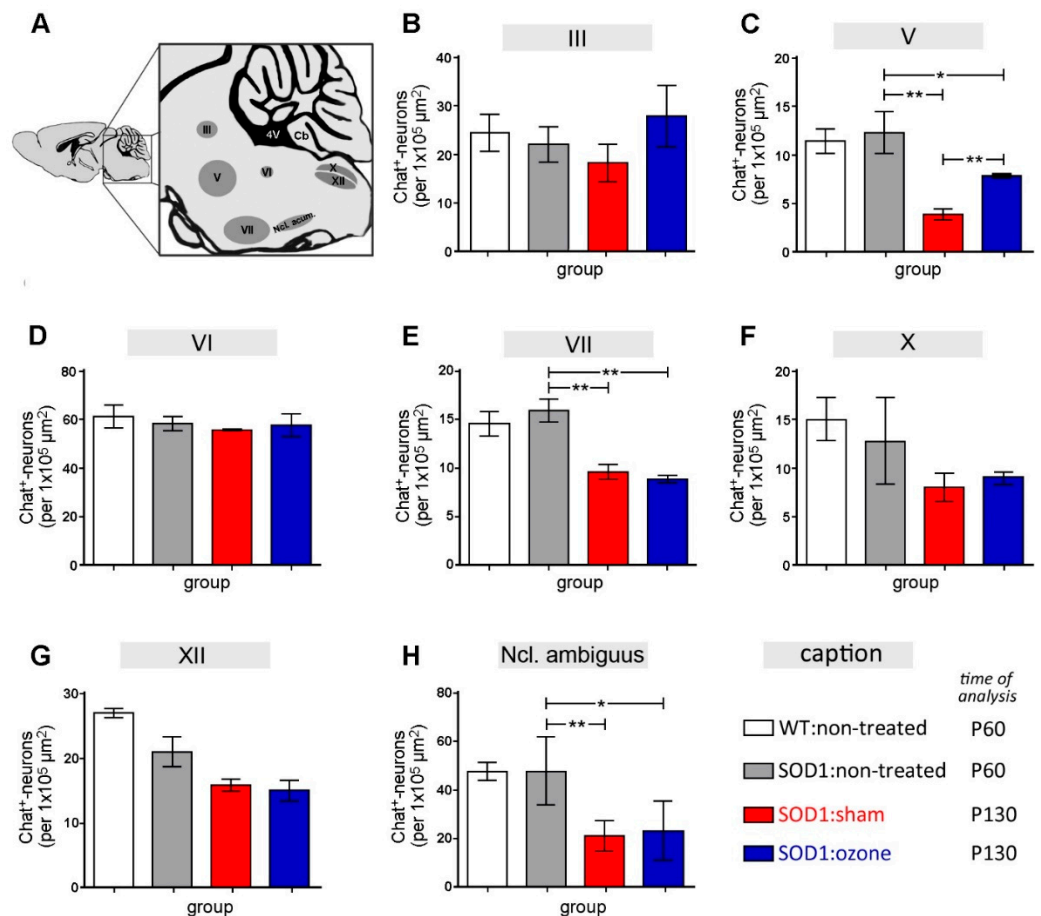 A
III
4V
Cb
V
VI
X
XII
VII
Ncl. acum.
B
III
Chat⁺-neurons
(per 1x10⁵ µm²)
40
30
20
10
0
group
C
V
Chat⁺-neurons
(per 1x10⁵ µm²)
20
15
10
5
0
*
**
**
group
D
VI
Chat⁺-neurons
(per 1x10⁵ µm²)
80
60
40
20
0
group
E
VII
Chat⁺-neurons
(per 1x10⁵ µm²)
20
15
10
5
0
**
**
group
F
X
Chat⁺-neurons
(per 1x10⁵ µm²)
20
15
10
5
0
group
G
XII
Chat⁺-neurons
(per 1x10⁵ µm²)
30
20
10
0
group
H
Ncl. ambiguus
Chat⁺-neurons
(per 1x10⁵ µm²)
80
60
40
20
0
*
**
group
caption
time of
analysis
WT:non-treated P60
SOD1:non-treated P60
SOD1:sham P130
SOD1:ozone P130